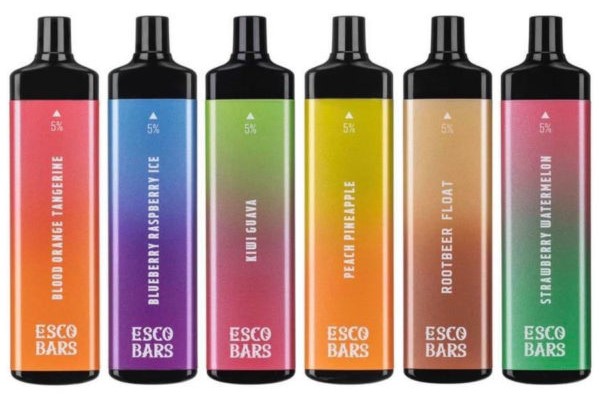 5%
BLOOD ORANGE TANGERINE
ESCO
BARS
5%
BLUEBERRY RASPBERRY ICE
ESCO
BARS
5%
KIWI GUAVA
ESCO
BARS
5%
PEACH PINEAPPLE
ESCO
BARS
5%
ROOTBEER FLOAT
ESCO
BARS
5%
STRAWBERRY WATERMELON
ESCO
BARS